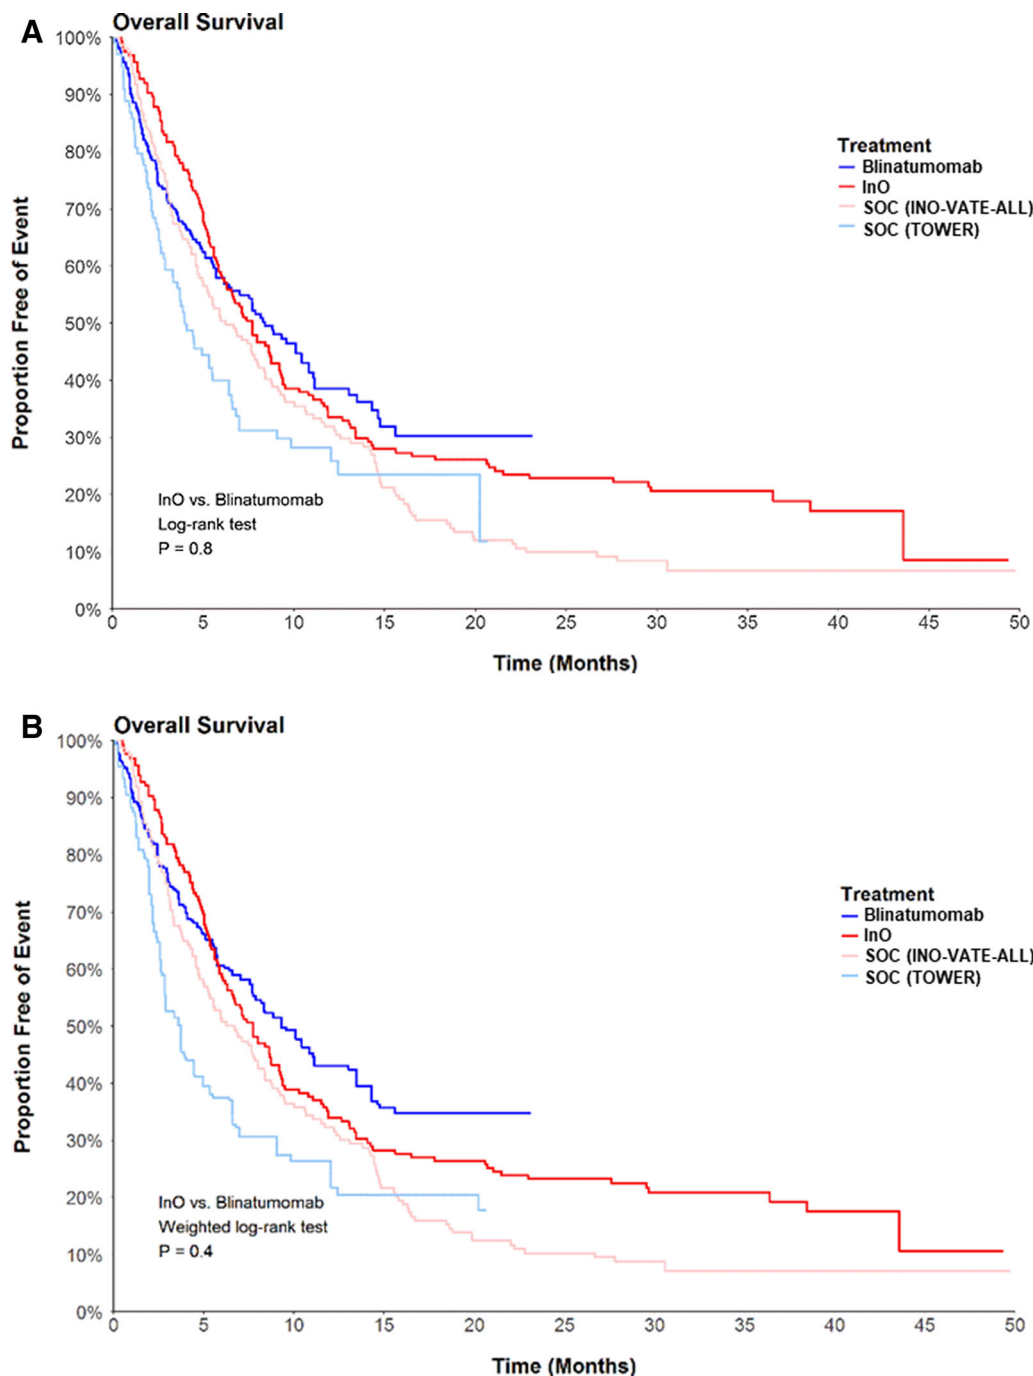 A
Overall Survival
100%
90%
80%
70%
60%
50%
40%
30%
20%
10%
0%
Proportion Free of Event
Treatment
Blinatumomab
InO
SOC (INO-VATE-ALL)
SOC (TOWER)
InO vs. Blinatumomab
Log-rank test
P = 0.8
0 5 10 15 20 25 30 35 40 45 50
Time (Months)
B
Overall Survival
100%
90%
80%
70%
60%
50%
40%
30%
20%
10%
0%
Proportion Free of Event
Treatment
Blinatumomab
InO
SOC (INO-VATE-ALL)
SOC (TOWER)
InO vs. Blinatumomab
Weighted log-rank test
P = 0.4
0 5 10 15 20 25 30 35 40 45 50
Time (Months)